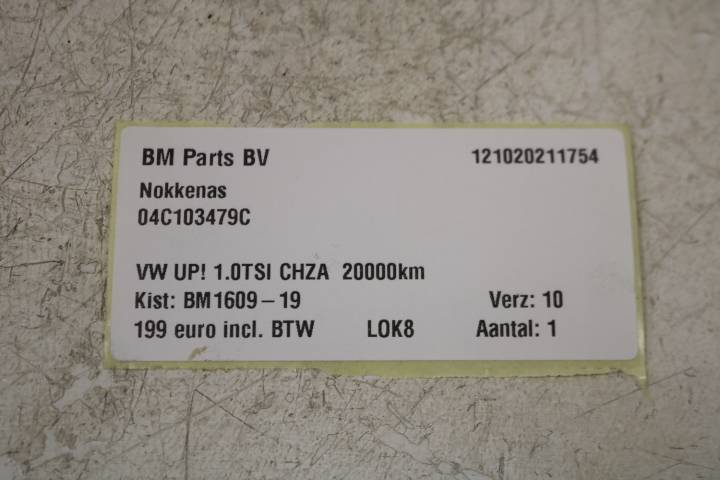 BM Parts BV 121020211754
Nokkenas
04C103479C
VW UP! 1.0TSI CHZA 20000km
Kist: BM1609-19 Verz: 10
199 euro incl. BTW LOK8 Aantal: 1